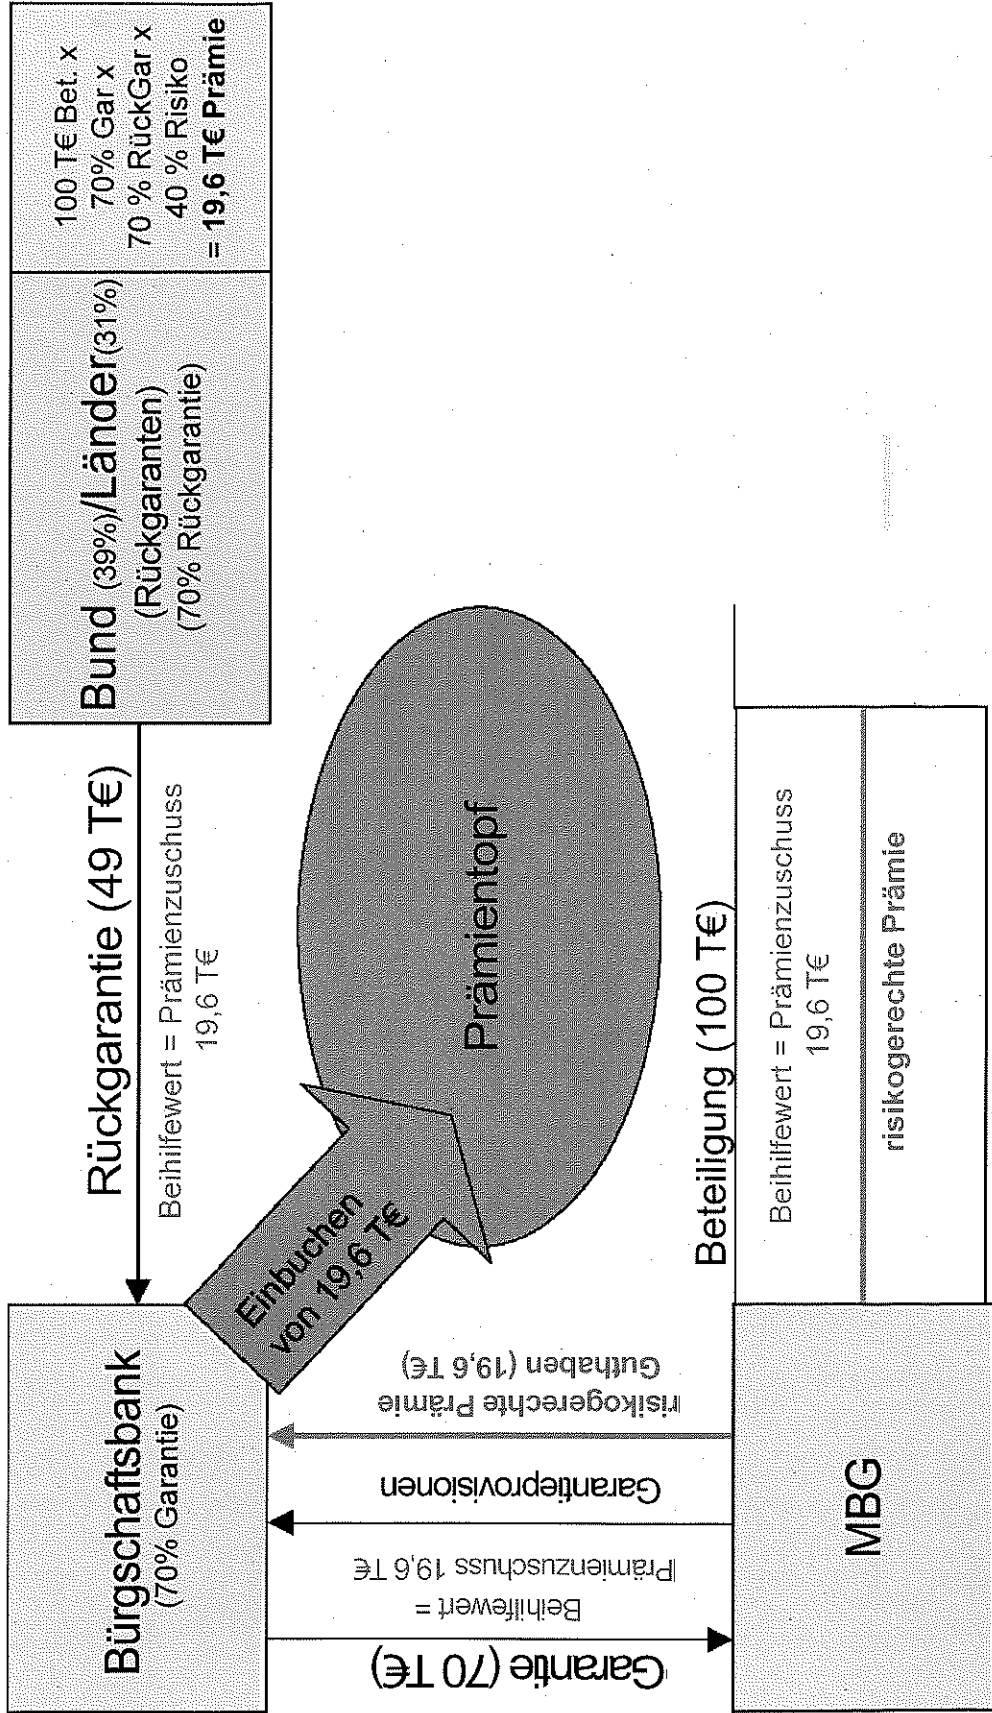 Bürgschaftsbank
(70% Garantie)
Rückgarantie (49 T€)
Beihilfewert = Prämienzuschuss
19,6 T€
Bund (39%)/Länder(31%)
(Rückgaranten)
(70% Rückgarantie)
100 T€ Bet. x
70% Gar x
70 % RückGar x
40 % Risiko
= 19,6 T€ Prämie
Einbuchen
von 19,6 T€
Prämientopf
Garantie (70 T€)
Beihilfewert =
Prämienzuschuss 19,6 T€
Garantieprovisionen
risikogerechte Prämie
Guthaben (19,6 T€)
MBG
Beteiligung (100 T€)
Beihilfewert = Prämienzuschuss
19,6 T€
risikogerechte Prämie